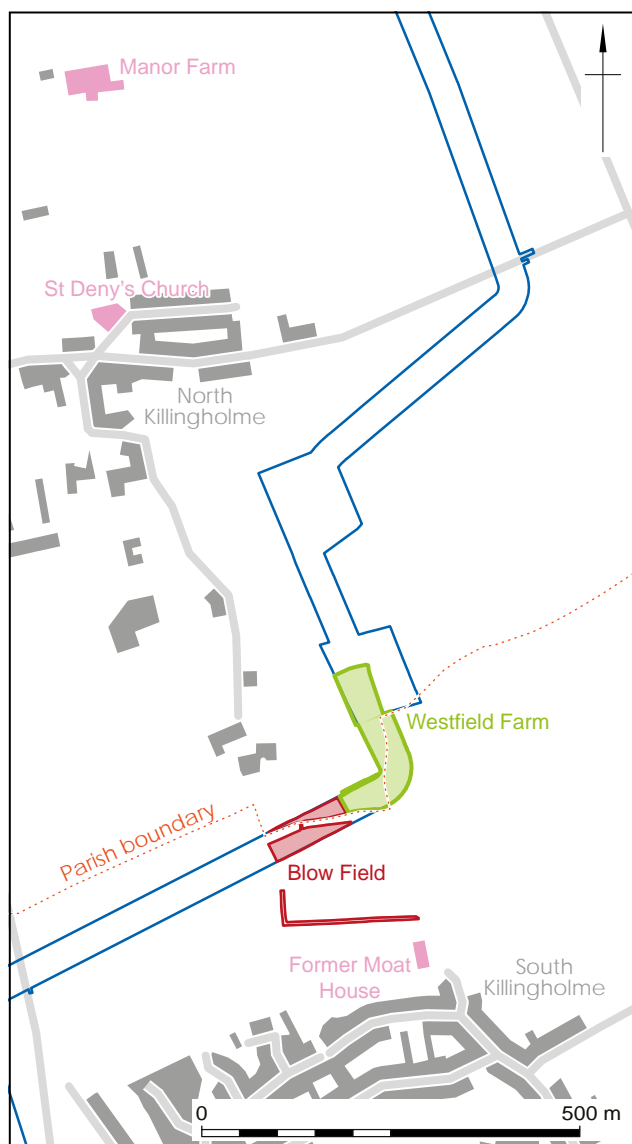 Manor Farm
St Deny's Church
North
Killingholme
Westfield Farm
Parish boundary
Blow Field
Former Moat
House
South
Killingholme
0
500 m